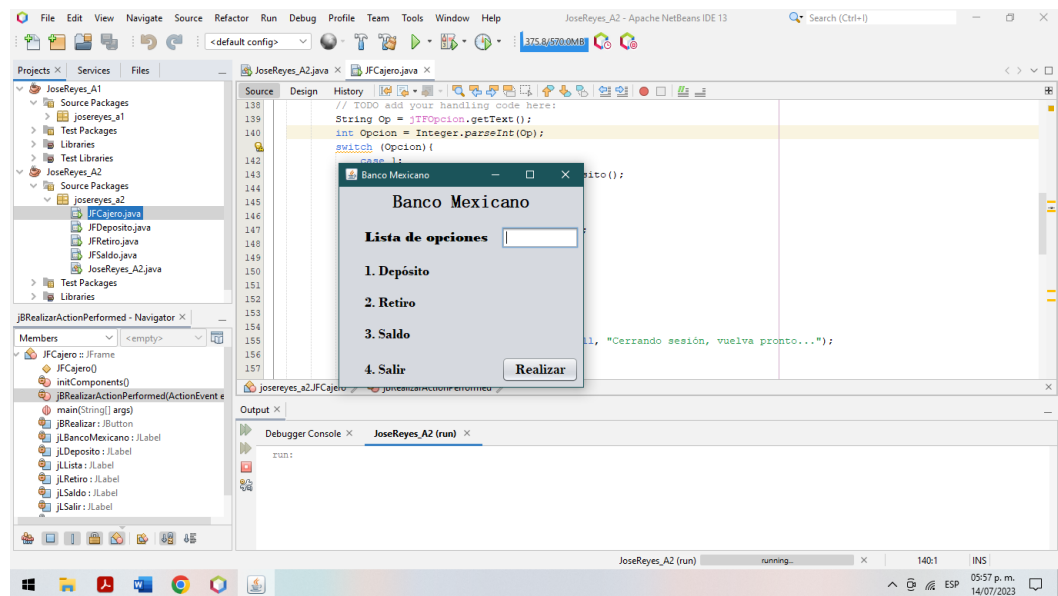 File Edit View Navigate Source Refactor Run Debug Profile Team Tools Window Help JoseReyes_A2 - Apache NetBeans IDE 13 Search (Ctrl+I)
<default config> 375.8/570.0MB
Projects Services Files JoseReyes_A2.java JFCajero.java
JoseReyes_A1
Source Packages
josereyes_a1
Test Packages
Libraries
Test Libraries
JoseReyes_A2
Source Packages
josereyes_a2
JFCajero.java
JFDeposito.java
JFRetiro.java
JFSaldo.java
JoseReyes_A2.java
Test Packages
Libraries
Source Design History
138 // TODO add your handling code here:
139 String Op = jTFOpcion.getText();
140 int Opcion = Integer.parseInt(Op);
switch (Opcion){
142 case 1:
143 sito();
144
145
146
147 ;
148
149
150
151
152
153
154
155 ll, "Cerrando sesión, vuelva pronto...");
156
157
Banco Mexicano
Banco Mexicano
Lista de opciones
1. Depósito
2. Retiro
3. Saldo
4. Salir Realizar
josereyes_a2.JFCajero jBRealizarActionPerformed
jBRealizarActionPerformed - Navigator
Members <empty>
JFCajero :: JFrame
JFCajero()
initComponents()
jBRealizarActionPerformed(ActionEvent e
main(String[] args)
jBRealizar : JButton
jLBancoMexicano : JLabel
jLDeposito : JLabel
jLLista : JLabel
jLRetiro : JLabel
jLSaldo : JLabel
jLSalir : JLabel
Output
Debugger Console JoseReyes_A2 (run)
run:
JoseReyes_A2 (run) running... 140:1 INS
ESP 05:57 p. m.
14/07/2023